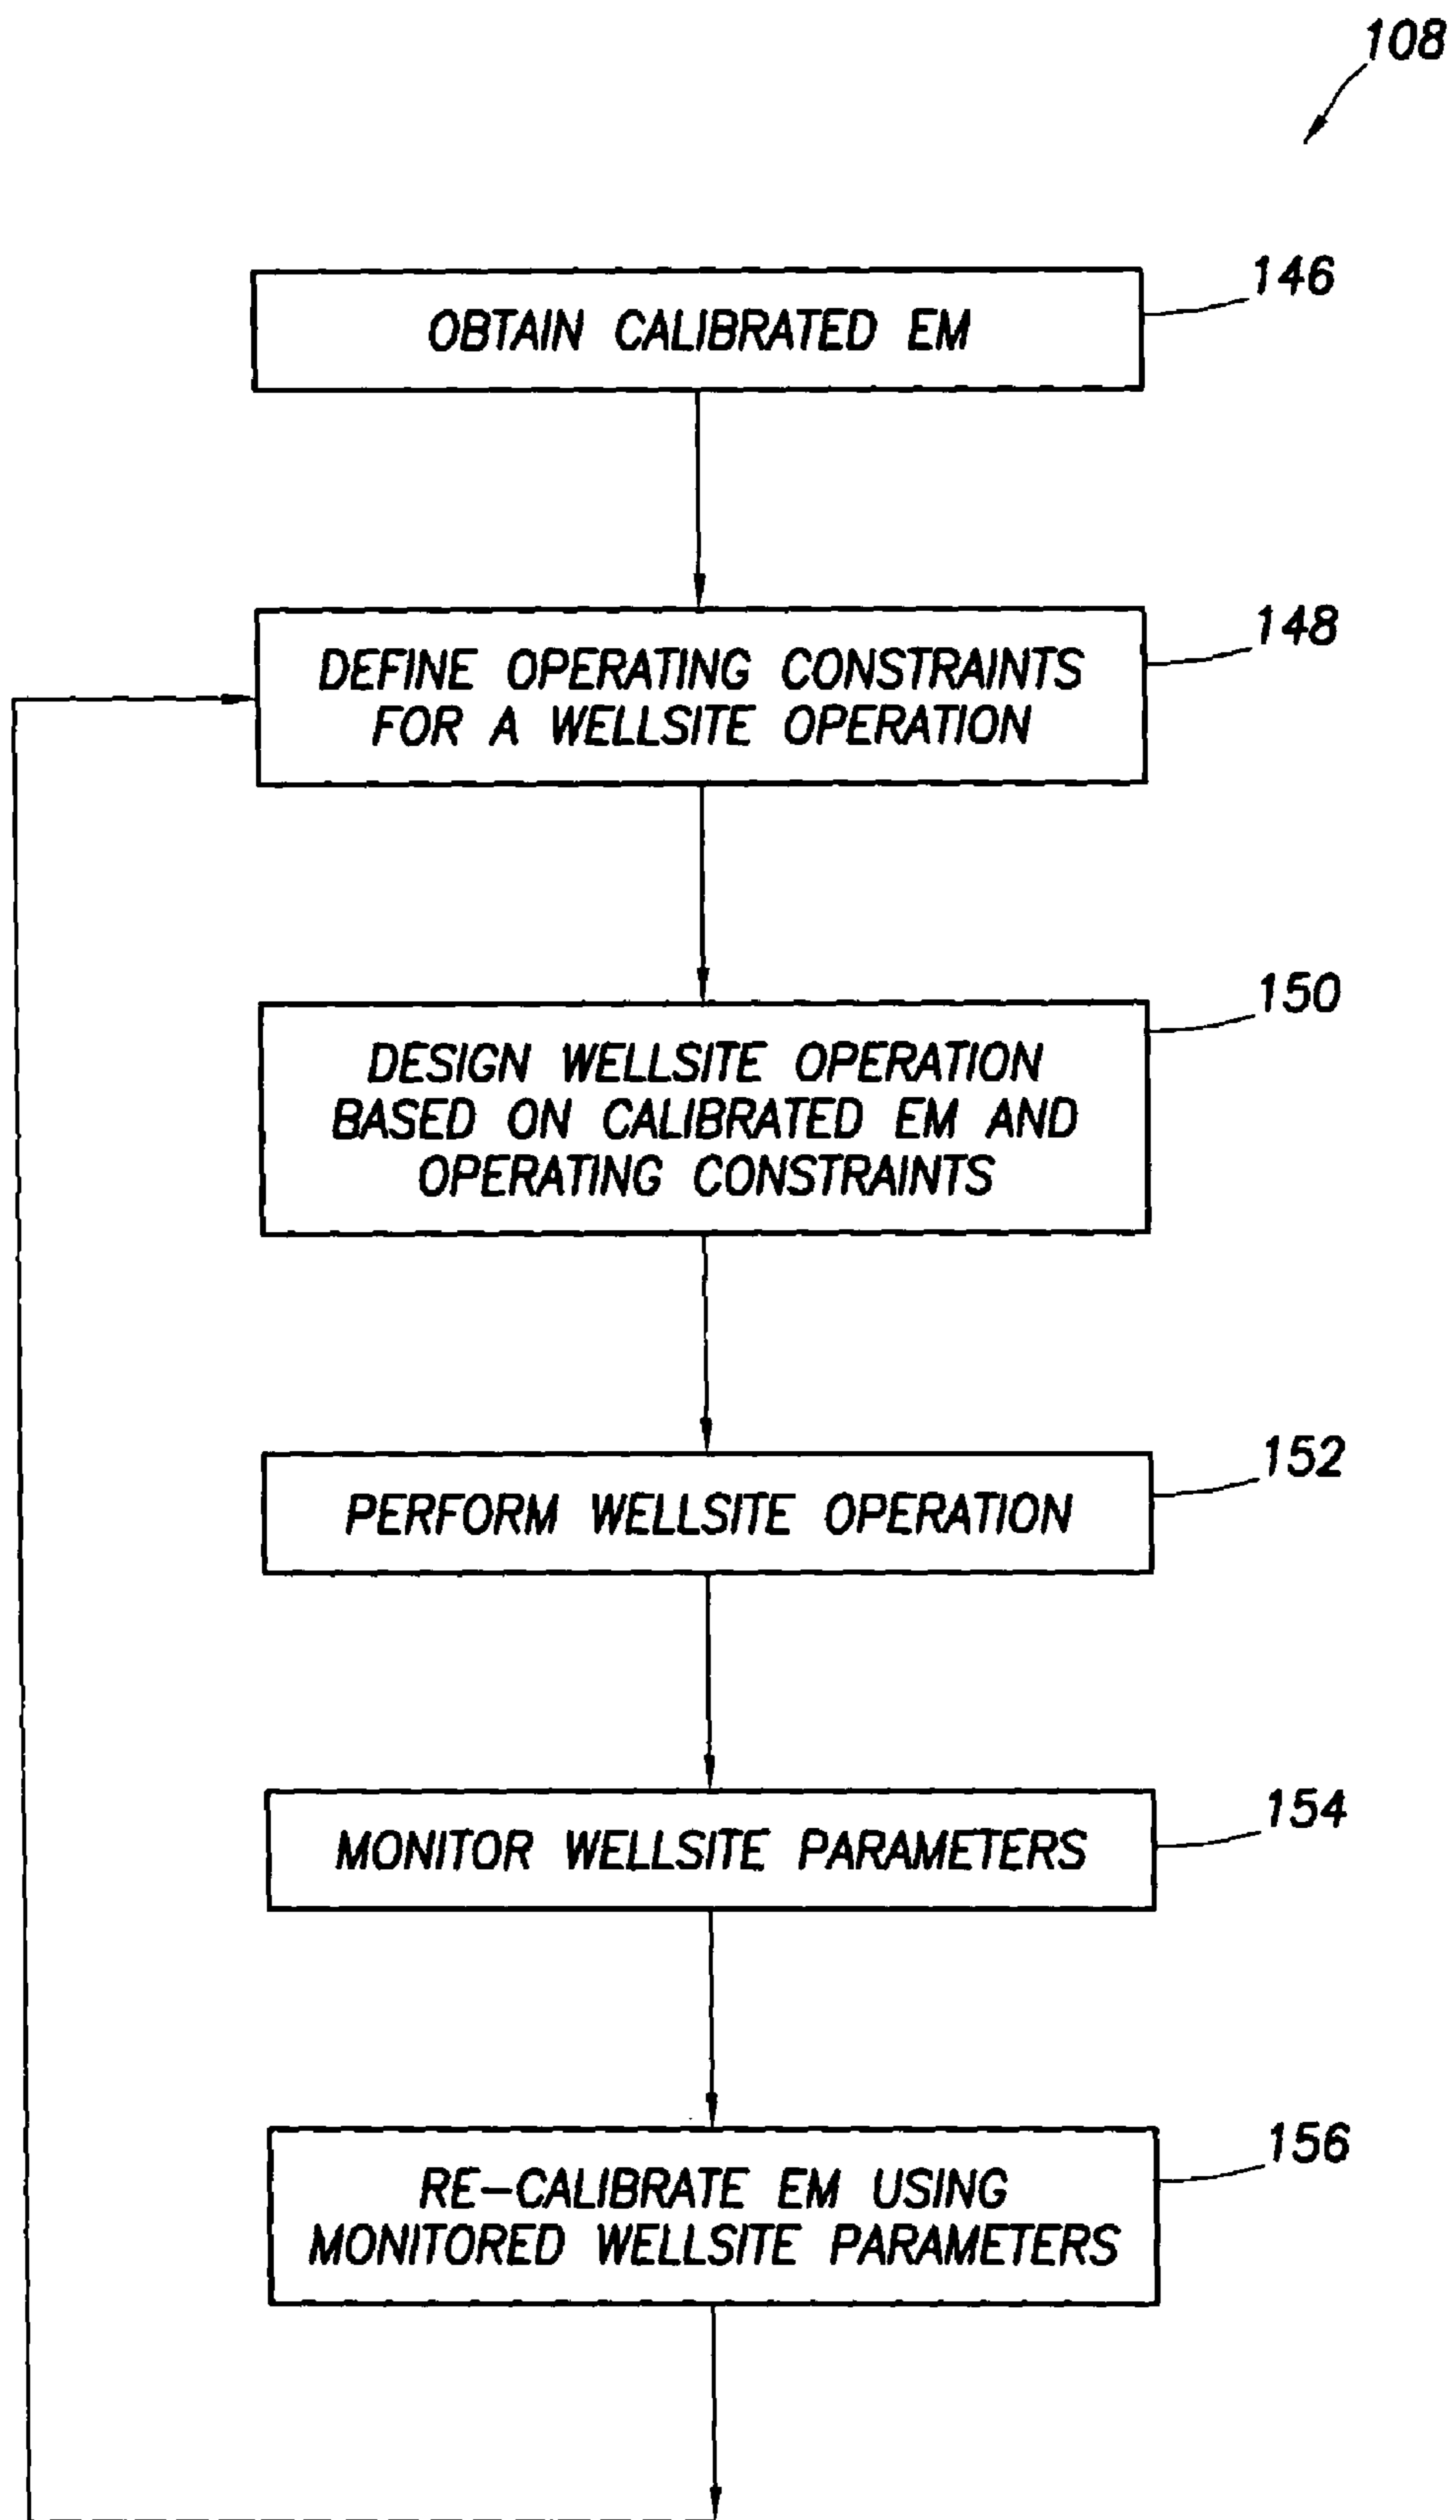 108
OBTAIN CALIBRATED EM
146
DEFINE OPERATING CONSTRAINTS
FOR A WELLSITE OPERATION
148
DESIGN WELLSITE OPERATION
BASED ON CALIBRATED EM AND
OPERATING CONSTRAINTS
150
PERFORM WELLSITE OPERATION
152
MONITOR WELLSITE PARAMETERS
154
RE-CALIBRATE EM USING
MONITORED WELLSITE PARAMETERS
156